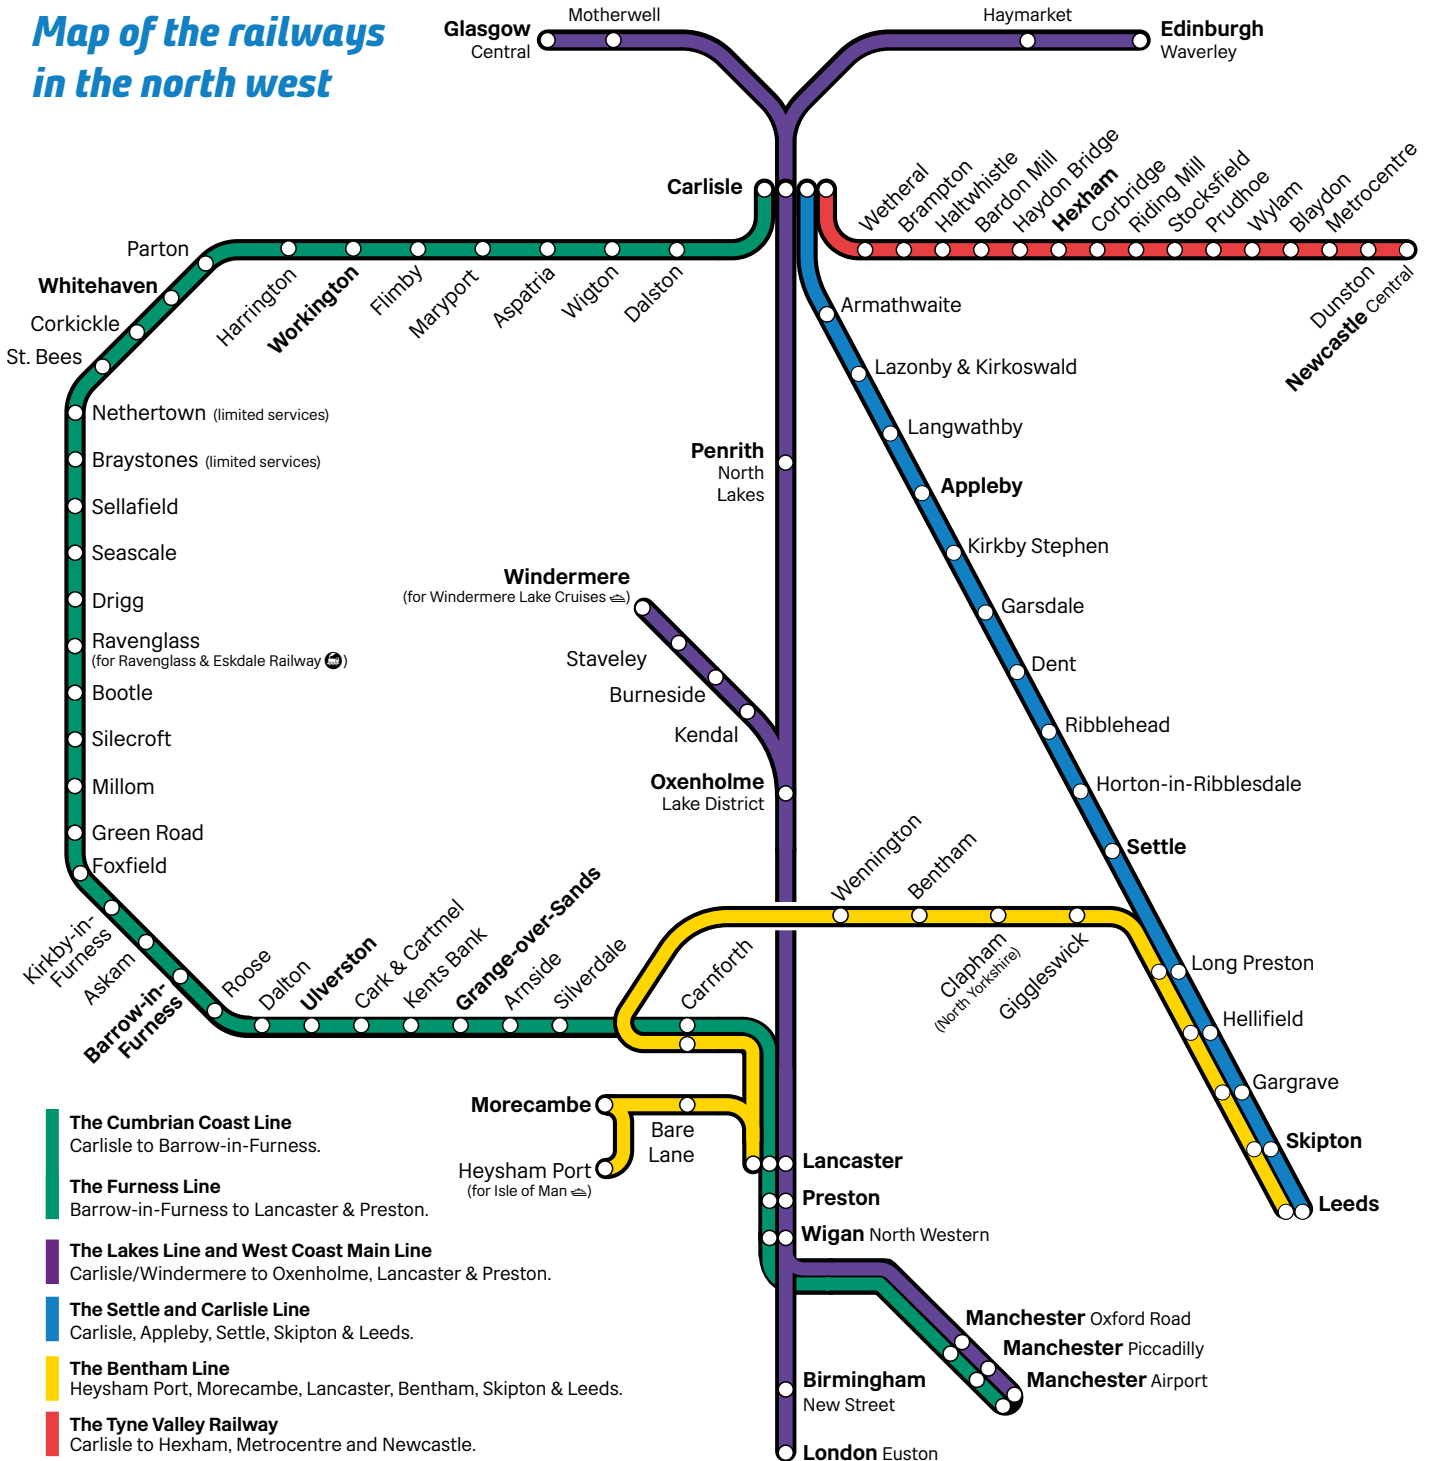 Map of the railways
in the north west
Glasgow
Central
Motherwell
Haymarket
Edinburgh
Waverley
Carlisle
Wetheral
Brampton
Haltwhistle
Bardon Mill
Haydon Bridge
Hexham
Corbridge
Riding Mill
Stocksfield
Prudhoe
Wylam
Blaydon
Metrocentre
Dunston
Newcastle Central
Parton
Whitehaven
Corkickle
St. Bees
Harrington
Workington
Flimby
Maryport
Aspatria
Wigton
Dalston
Nethertown (limited services)
Braystones (limited services)
Sellafield
Seascale
Drigg
Ravenglass
(for Ravenglass & Eskdale Railway)
Bootle
Silecroft
Millom
Green Road
Foxfield
Kirkby-in-
Furness
Askam
Barrow-in-
Furness
Roose
Dalton
Ulverston
Cark & Cartmel
Kents Bank
Grange-over-Sands
Arnside
Silverdale
Carnforth
Penrith
North
Lakes
Windermere
(for Windermere Lake Cruises)
Staveley
Burneside
Kendal
Oxenholme
Lake District
Armathwaite
Lazonby & Kirkoswald
Langwathby
Appleby
Kirkby Stephen
Garsdale
Dent
Ribblehead
Horton-in-Ribblesdale
Settle
Wennington
Bentham
Clapham
(North Yorkshire)
Giggleswick
Long Preston
Hellifield
Gargrave
Skipton
Leeds
Morecambe
Bare
Lane
Heysham Port
(for Isle of Man)
Lancaster
Preston
Wigan North Western
Manchester Oxford Road
Manchester Piccadilly
Manchester Airport
Birmingham
New Street
London Euston
The Cumbrian Coast Line
Carlisle to Barrow-in-Furness.
The Furness Line
Barrow-in-Furness to Lancaster & Preston.
The Lakes Line and West Coast Main Line
Carlisle/Windermere to Oxenholme, Lancaster & Preston.
The Settle and Carlisle Line
Carlisle, Appleby, Settle, Skipton & Leeds.
The Bentham Line
Heysham Port, Morecambe, Lancaster, Bentham, Skipton & Leeds.
The Tyne Valley Railway
Carlisle to Hexham, Metrocentre and Newcastle.